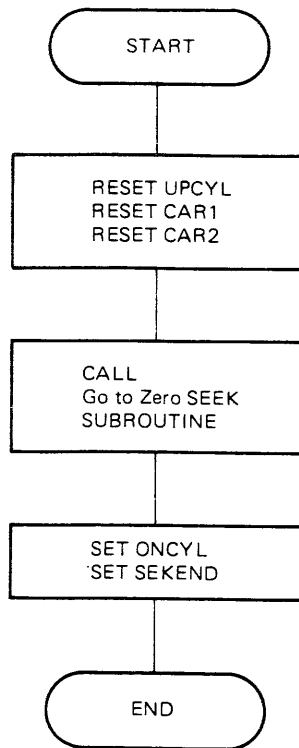 START
RESET UPCYL
RESET CAR1
RESET CAR2
CALL
Go to Zero SEEK
SUBROUTINE
SET ONCYL
SET SEKEND
END